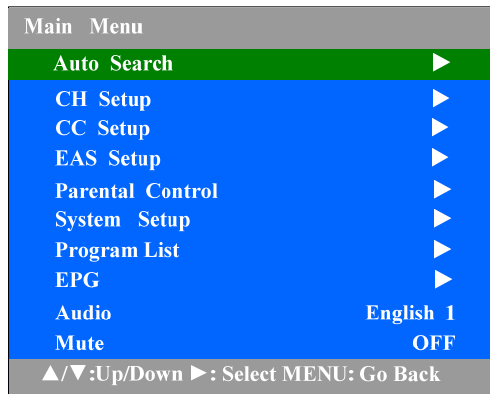 Main Menu
Auto Search ▶
CH Setup ▶
CC Setup ▶
EAS Setup ▶
Parental Control ▶
System Setup ▶
Program List ▶
EPG ▶
Audio English 1
Mute OFF
▲/▼:Up/Down ▶: Select MENU: Go Back